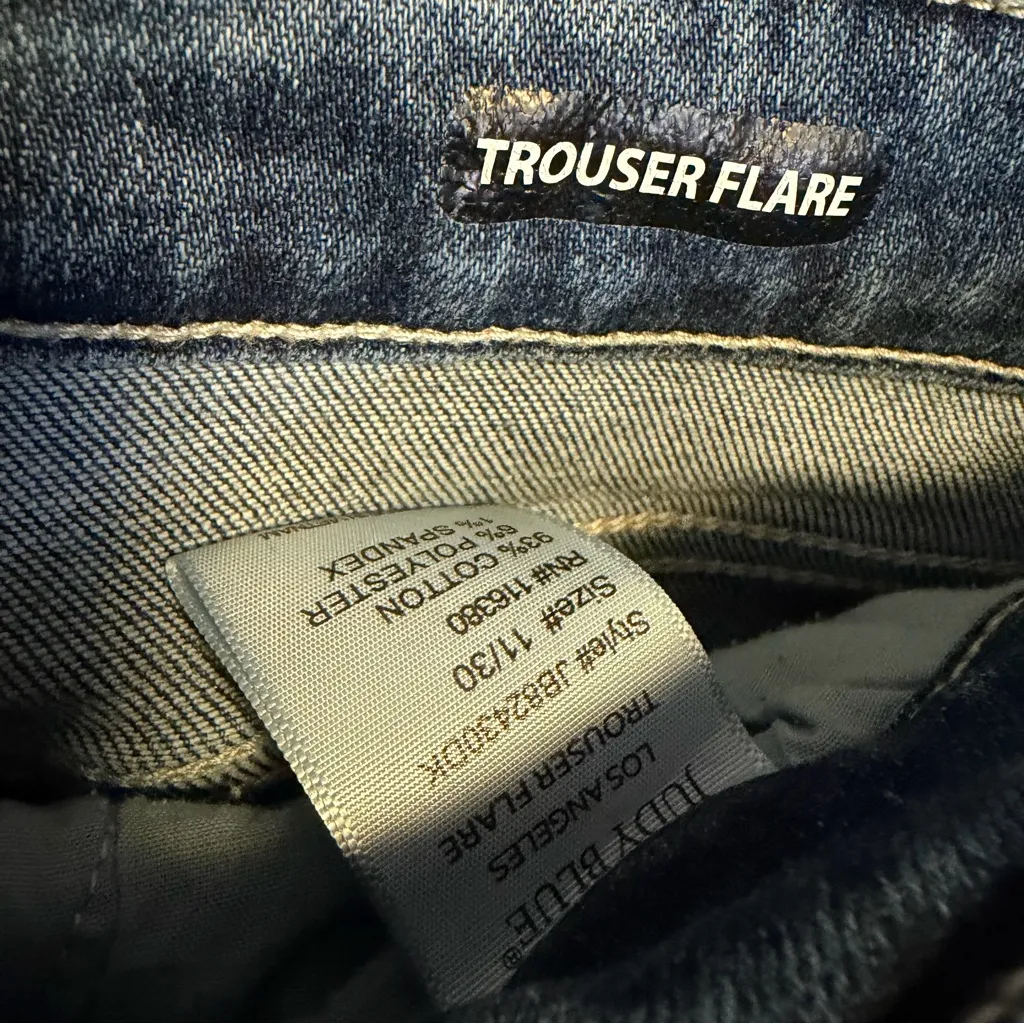 TROUSER FLARE
JUDY BLUE®
LOS ANGELES
TROUSER FLARE
Style# JB82430DK
Size# 11/30
RN# 116360
93% COTTON
6% POLYESTER
1% SPANDEX